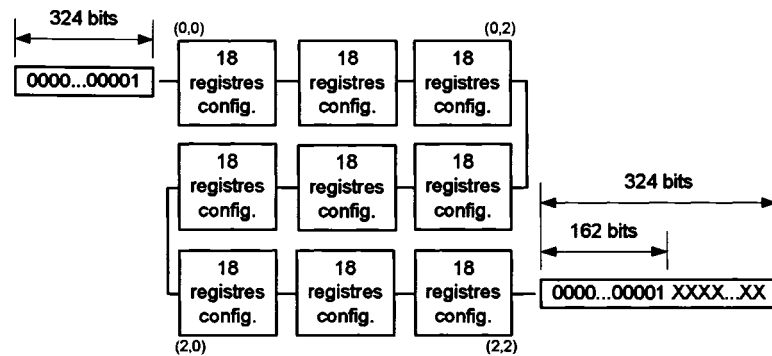 324 bits
(0,0)
(0,2)
0000...00001
18
registres
config.
18
registres
config.
18
registres
config.
18
registres
config.
18
registres
config.
18
registres
config.
324 bits
162 bits
18
registres
config.
18
registres
config.
18
registres
config.
0000...00001 XXXX...XX
(2,0)
(2,2)